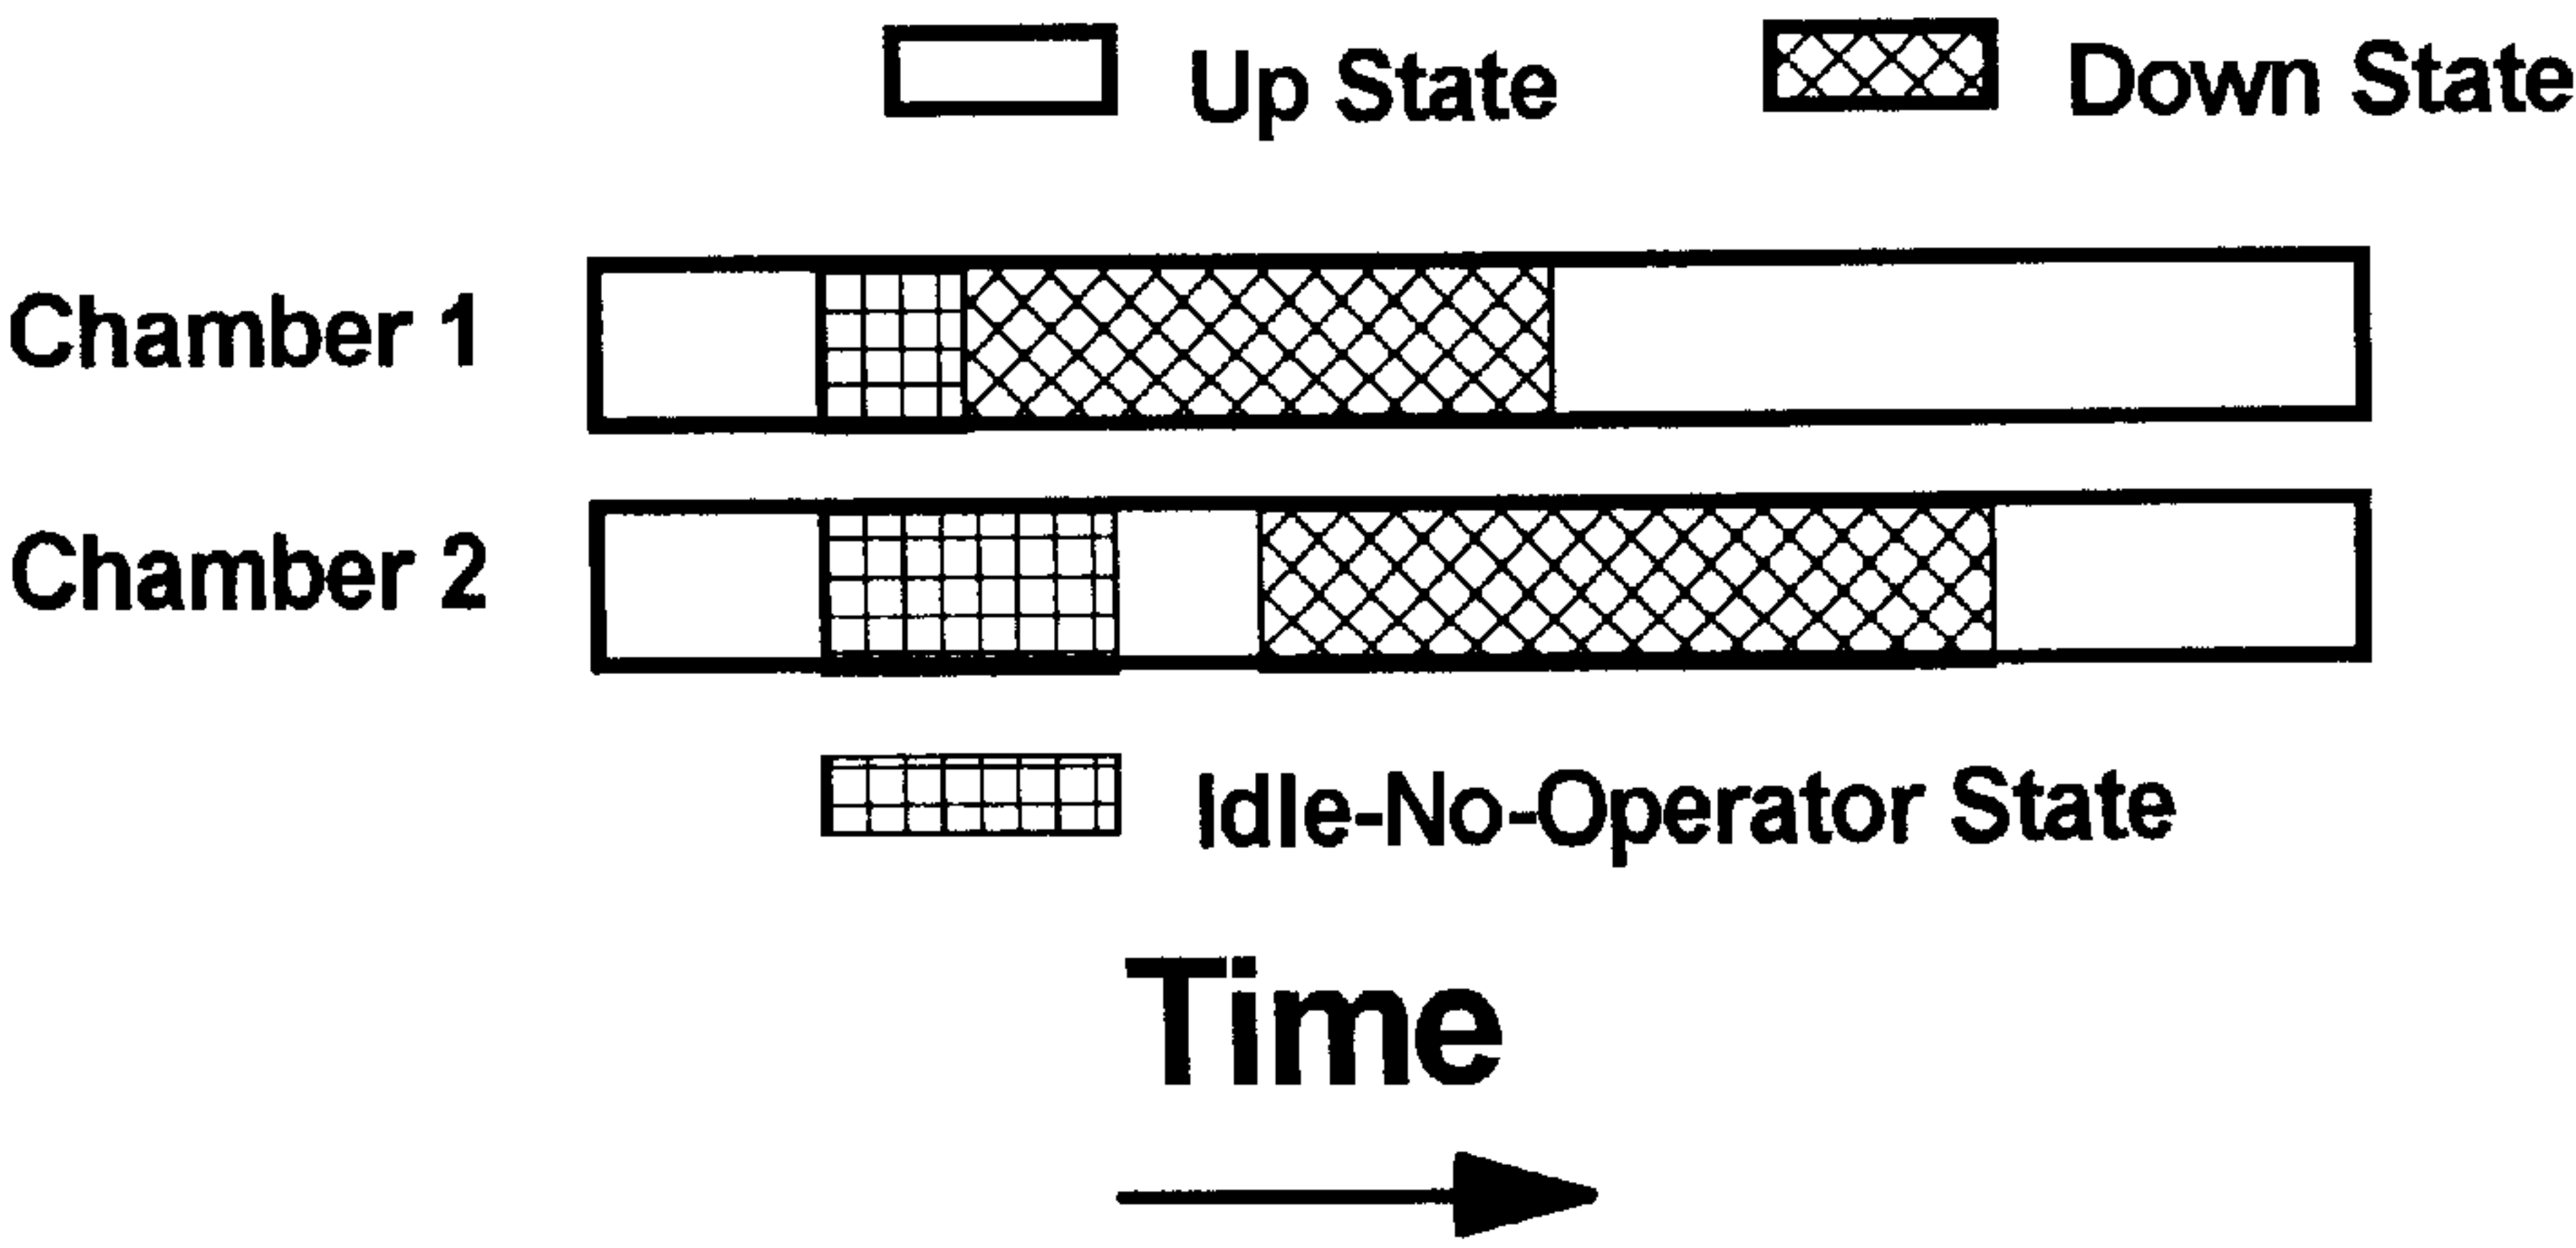 Up State
Down State
Chamber 1
Chamber 2
Idle-No-Operator State
Time